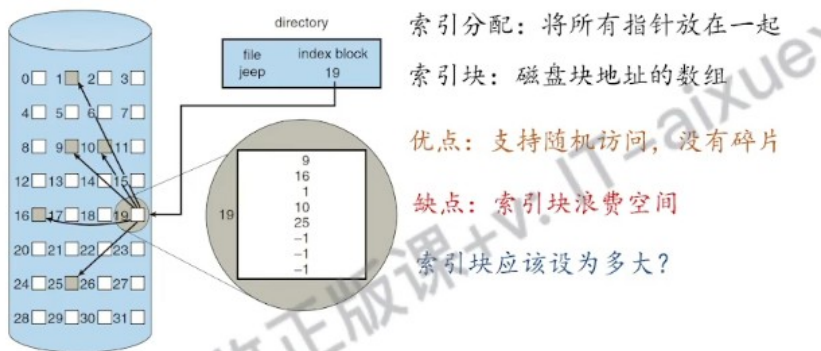 directory
file index block
jeep 19
0 1 2 3
4 5 6 7
8 9 10 11
12 13 14 15
16 17 18 19
20 21 22 23
24 25 26 27
28 29 30 31
19
9
16
1
10
25
-1
-1
-1
索引分配：将所有指针放在一起
索引块：磁盘块地址的数组
优点：支持随机访问，没有碎片
缺点：索引块浪费空间
索引块应该设为多大？
正版课+v: IT-aixuex